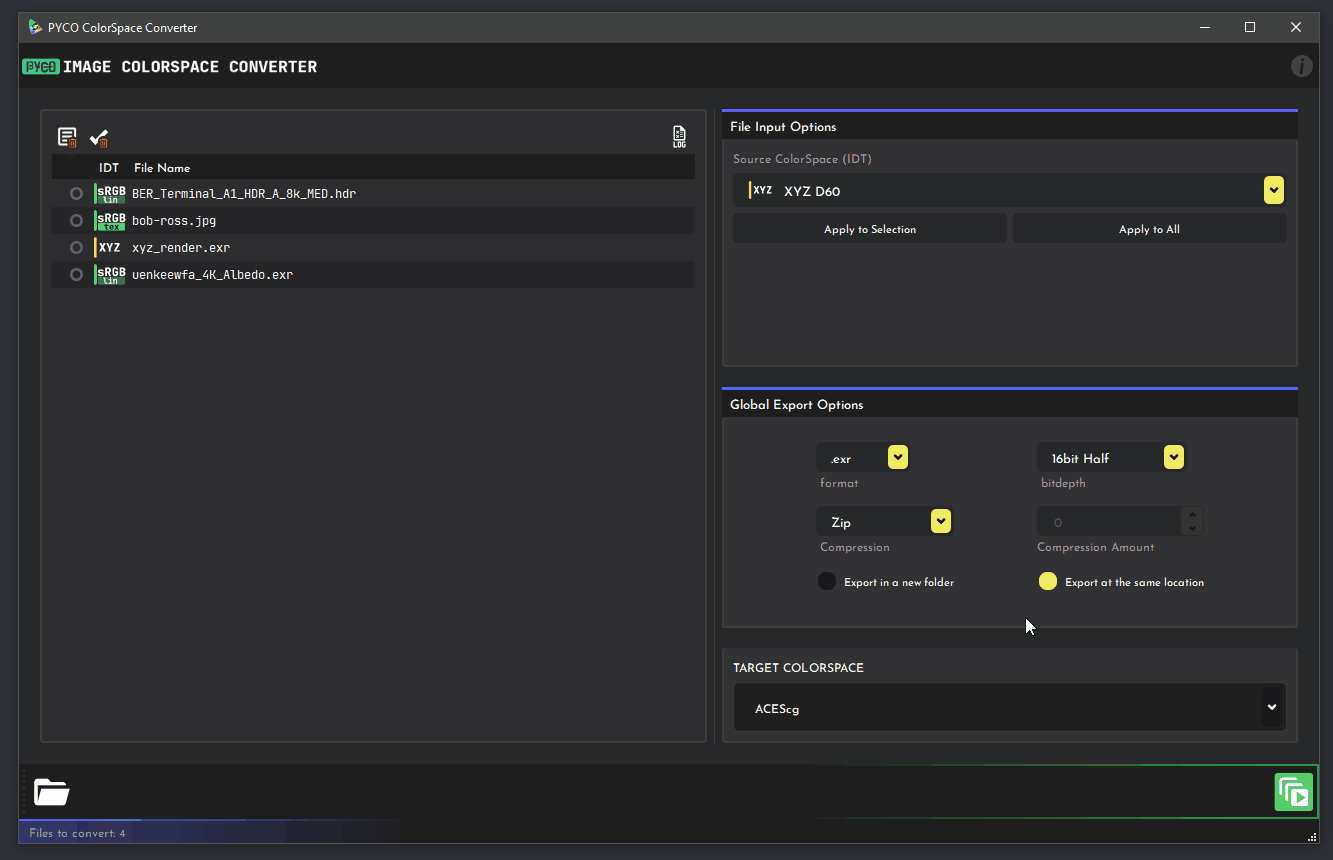 PYCO ColorSpace Converter
PYCO IMAGE COLORSPACE CONVERTER
i
LOG
IDT File Name
sRGB lin BER_Terminal_A1_HDR_A_8k_MED.hdr
sRGB tex bob-ross.jpg
XYZ xyz_render.exr
sRGB lin uenkeewfa_4K_Albedo.exr
File Input Options
Source ColorSpace (IDT)
XYZ XYZ D60
Apply to Selection Apply to All
Global Export Options
.exr 16bit Half
format bitdepth
Zip 0
Compression Compression Amount
Export in a new folder Export at the same location
TARGET COLORSPACE
ACEScg
Files to convert: 4